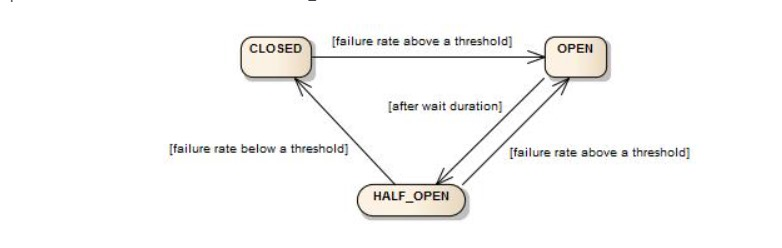 [failure rate above a threshold]
CLOSED
OPEN
[after wait duration]
[failure rate below a threshold]
[failure rate above a threshold]
HALF_OPEN